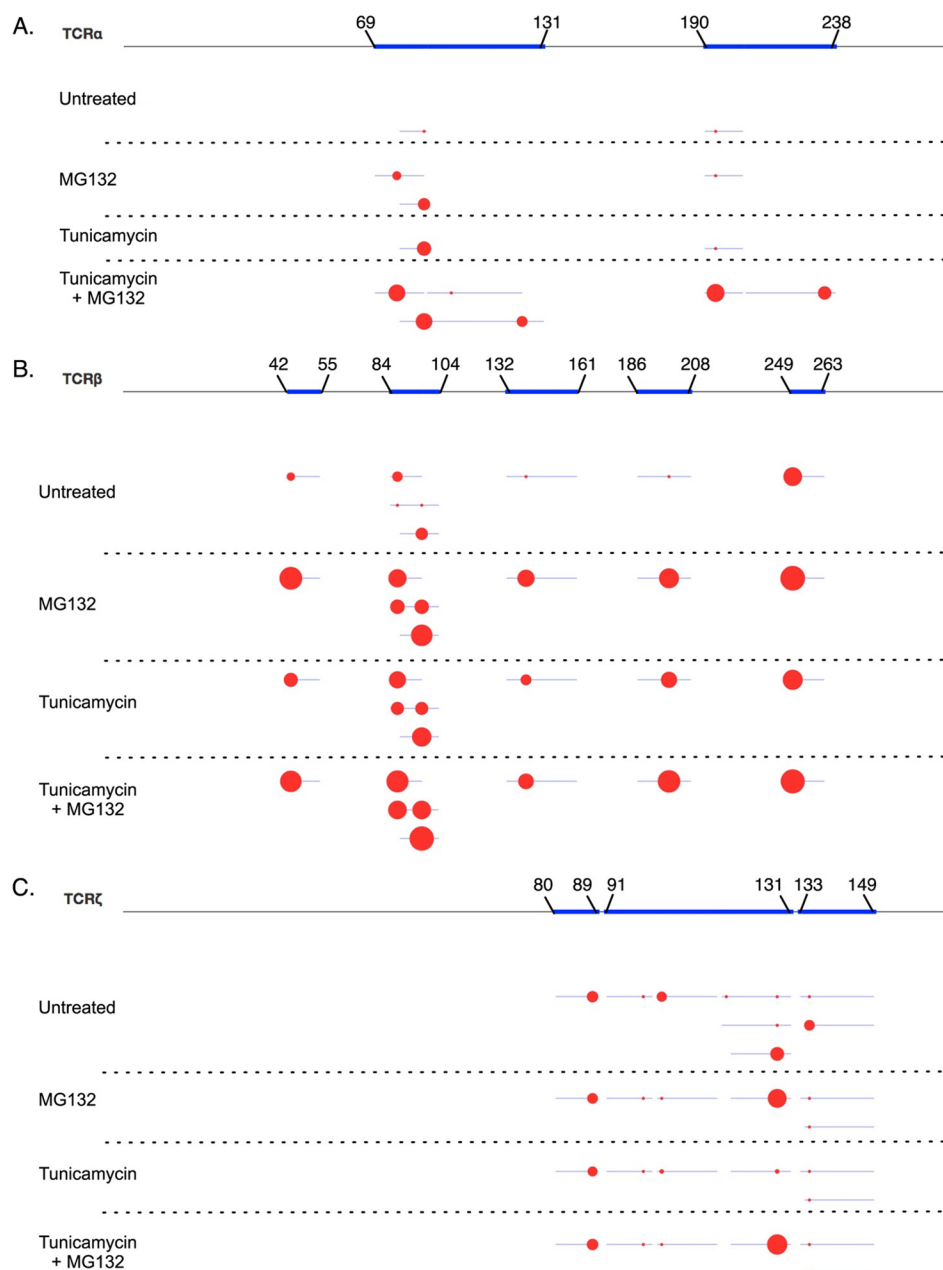 A.
TCRα
69 131 190 238
Untreated
MG132
Tunicamycin
Tunicamycin
+ MG132
B.
TCRβ
42 55 84 104 132 161 186 208 249 263
Untreated
MG132
Tunicamycin
Tunicamycin
+ MG132
C.
TCRζ
80 89 91 131 133 149
Untreated
MG132
Tunicamycin
Tunicamycin
+ MG132